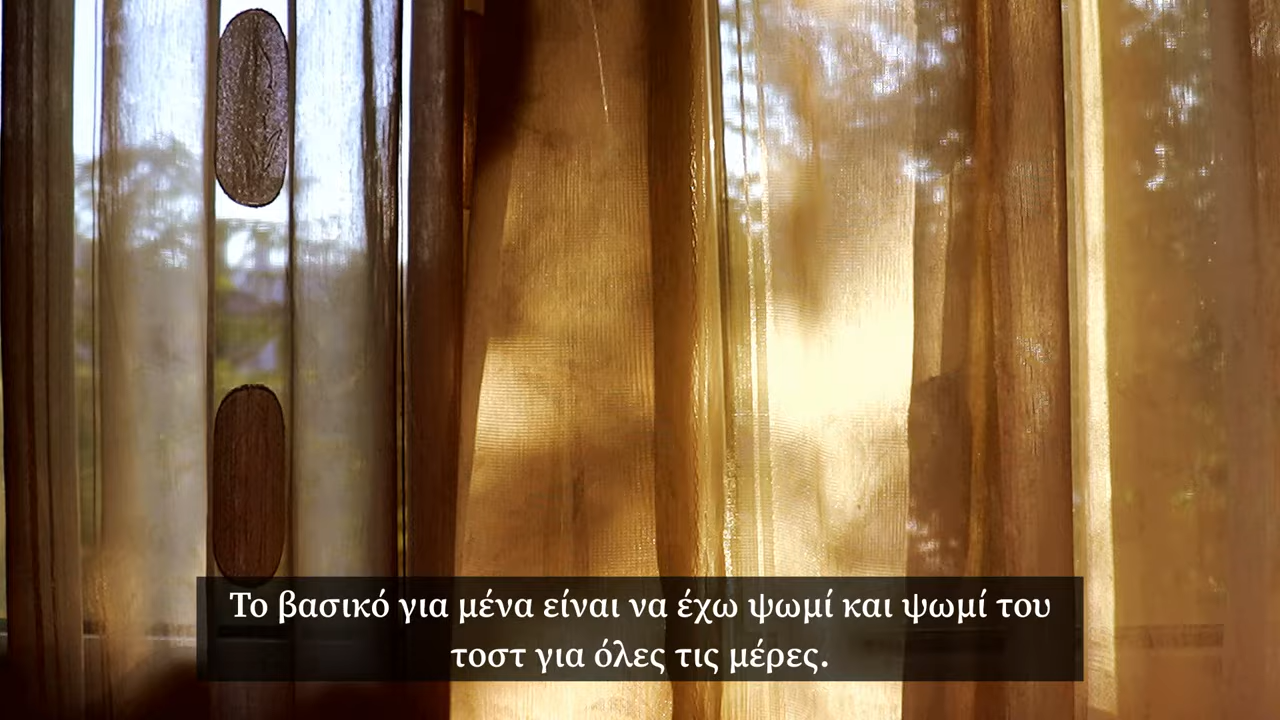 Το βασικό για μένα είναι να έχω ψωμί και ψωμί του
τοστ για όλες τις μέρες.